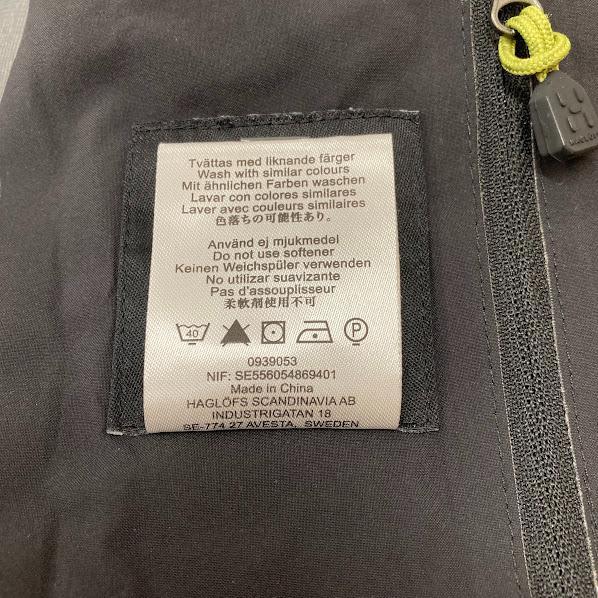 Tvättas med liknande färger
Wash with similar colours
Mit ähnlichen Farben waschen
Lavar con colores similares
Laver avec couleurs similaires
色落ちの可能性あり。
Använd ej mjukmedel
Do not use softener
Keinen Weichspüler verwenden
No utilizar suavizante
Pas d'assouplisseur
柔軟剤使用不可
40
P
0939053
NIF: SE556054869401
Made in China
HAGLÖFS SCANDINAVIA AB
INDUSTRIGATAN 18
SE-774 27 AVESTA, SWEDEN